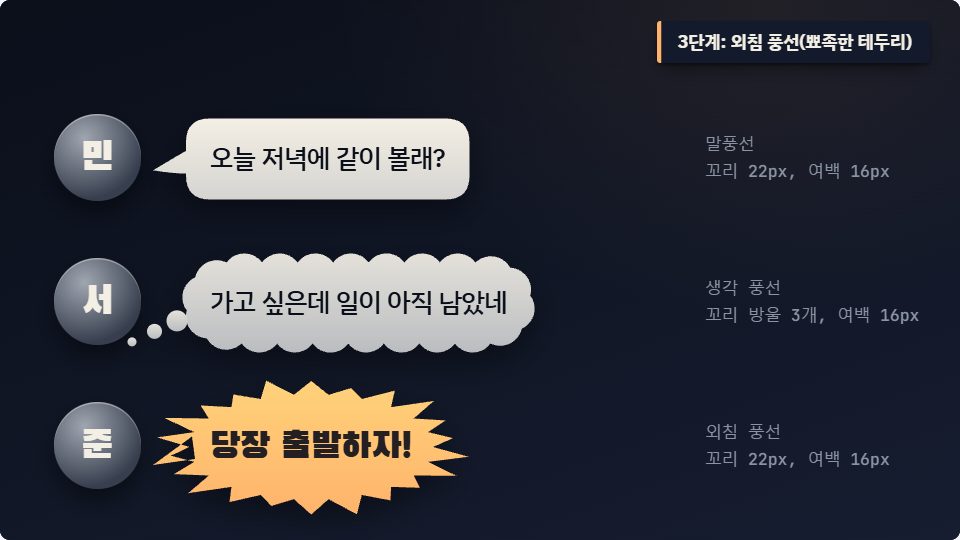 3단계: 외침 풍선(뾰족한 테두리)
민
오늘 저녁에 같이 볼래?
말풍선
꼬리 22px, 여백 16px
서
가고 싶은데 일이 아직 남았네
생각 풍선
꼬리 방울 3개, 여백 16px
준
당장 출발하자!
외침 풍선
꼬리 22px, 여백 16px